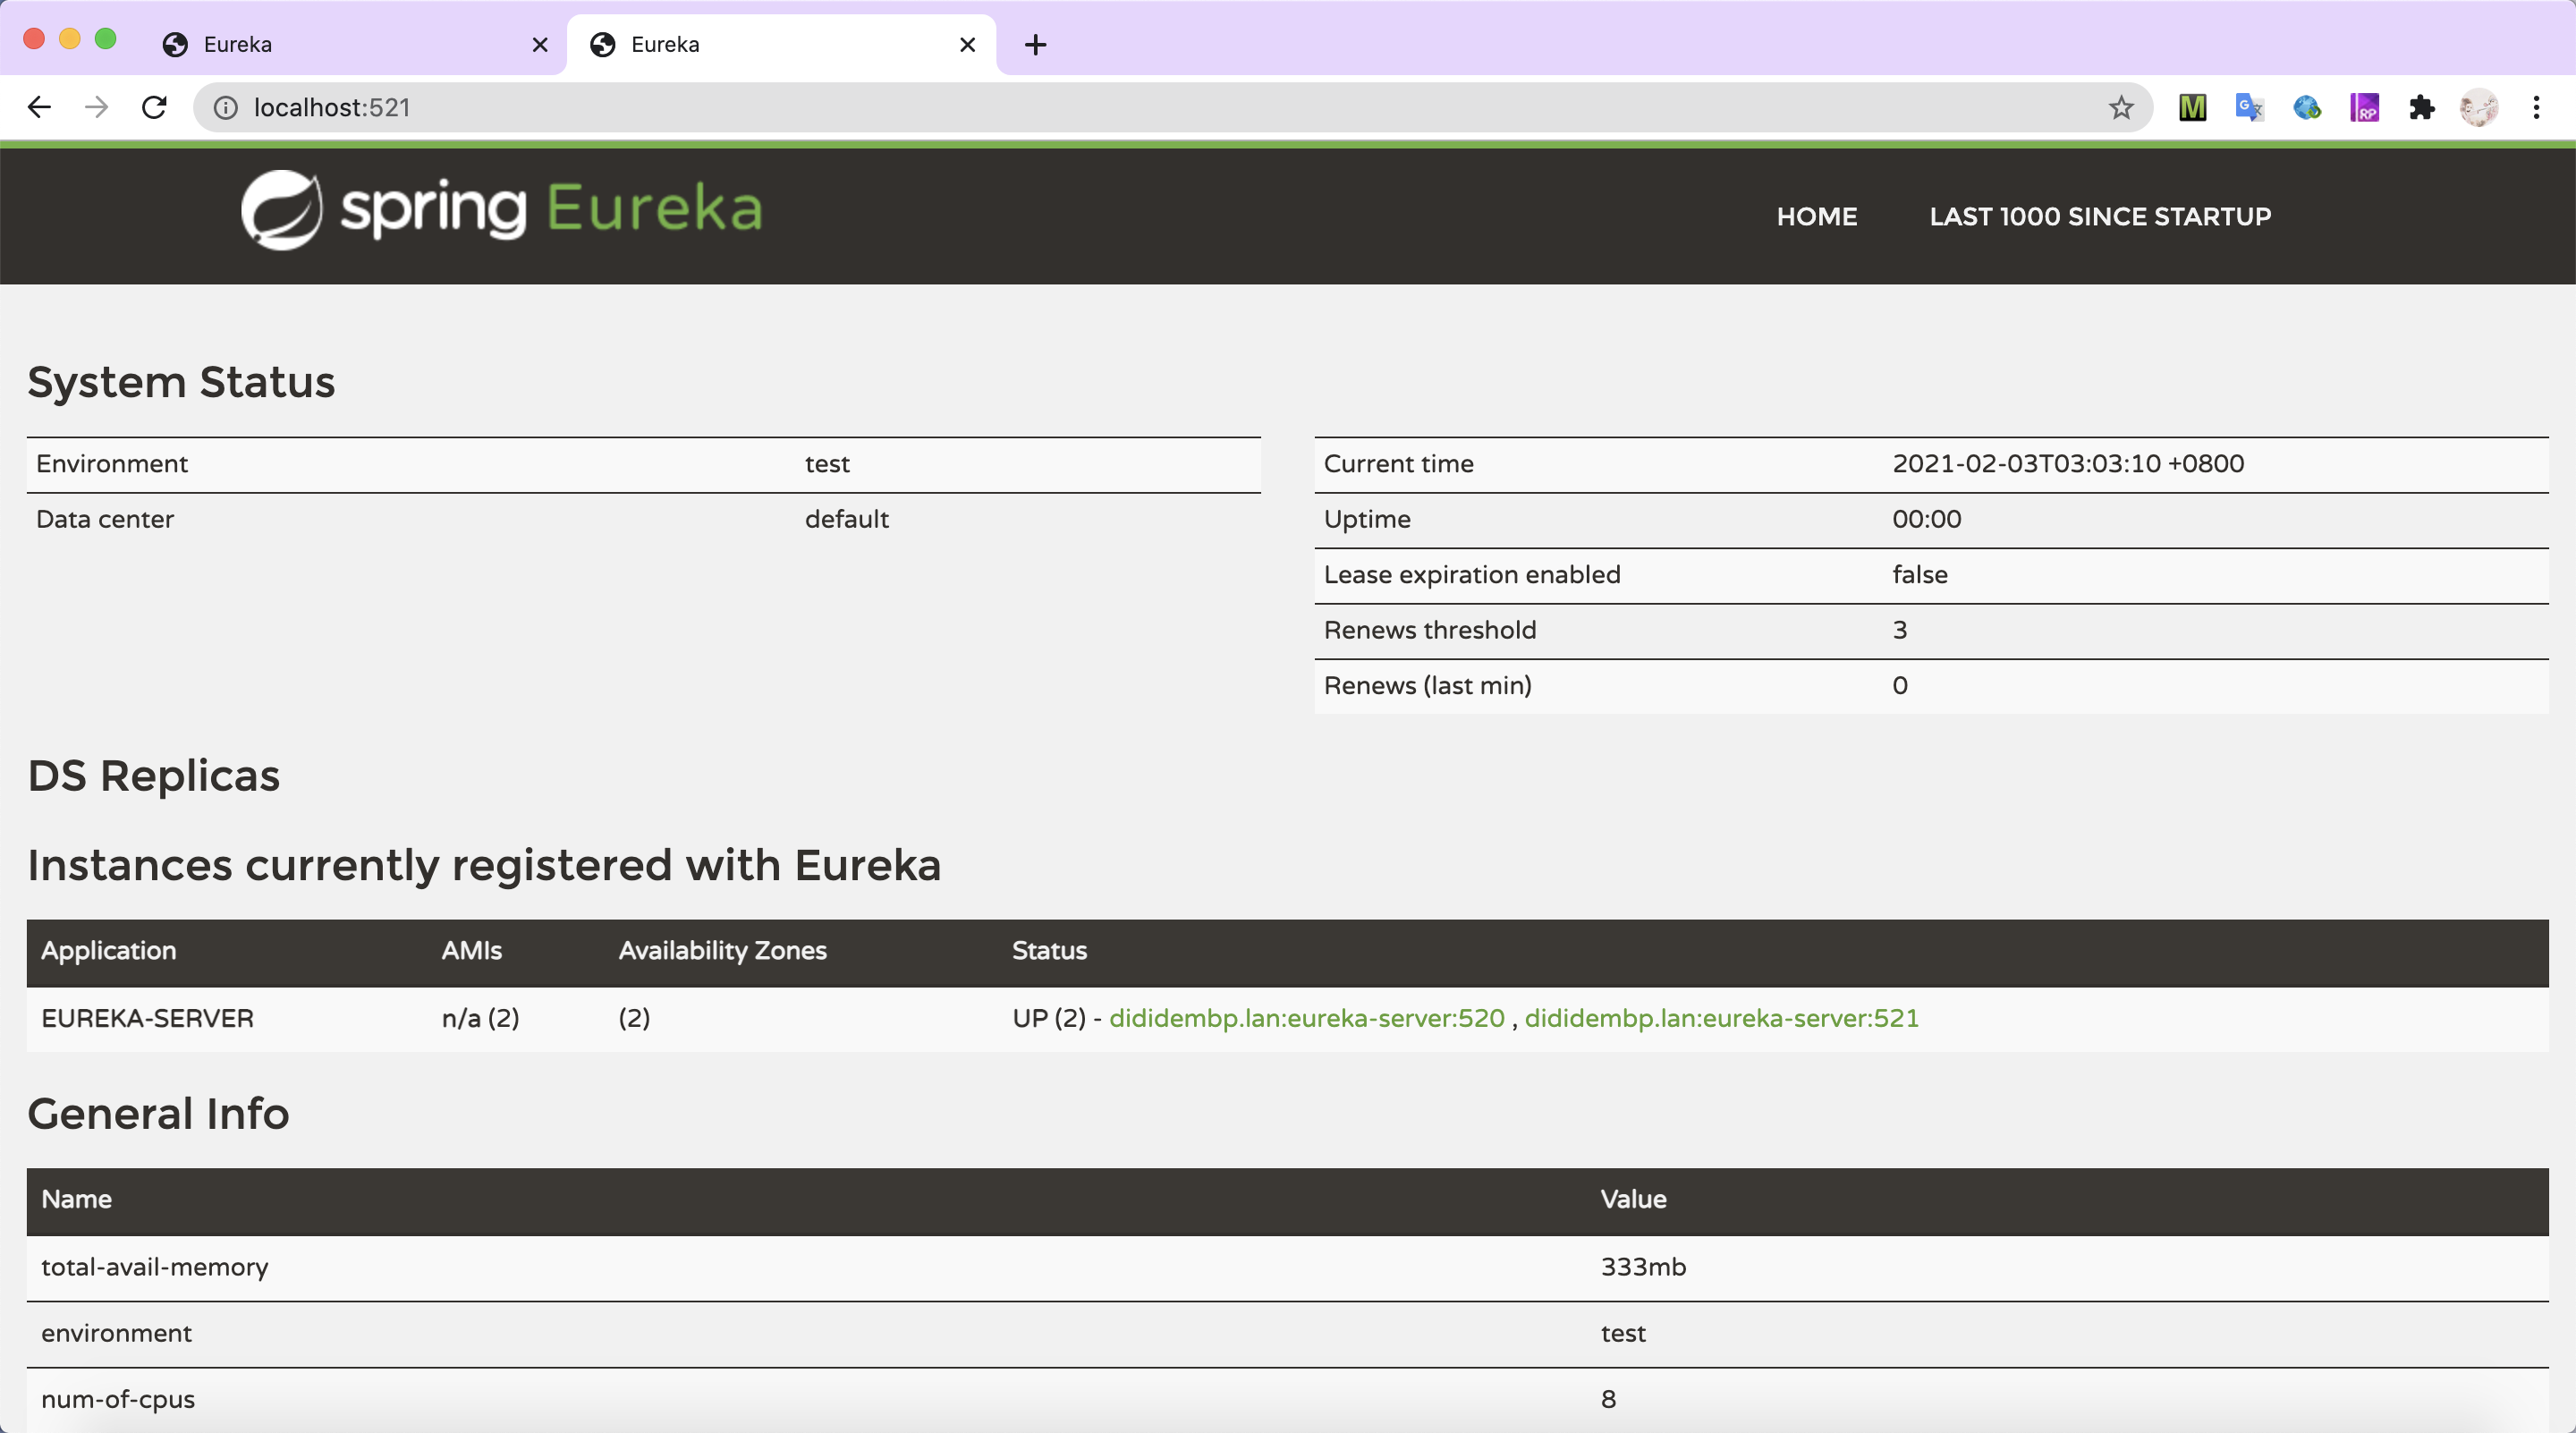 Eureka
Eureka
localhost:521
spring Eureka
HOME LAST 1000 SINCE STARTUP
System Status
Environment test
Data center default
Current time 2021-02-03T03:03:10 +0800
Uptime 00:00
Lease expiration enabled false
Renews threshold 3
Renews (last min) 0
DS Replicas
Instances currently registered with Eureka
Application AMIs Availability Zones Status
EUREKA-SERVER n/a (2) (2) UP (2) - dididembp.lan:eureka-server:520 , dididembp.lan:eureka-server:521
General Info
Name Value
total-avail-memory 333mb
environment test
num-of-cpus 8